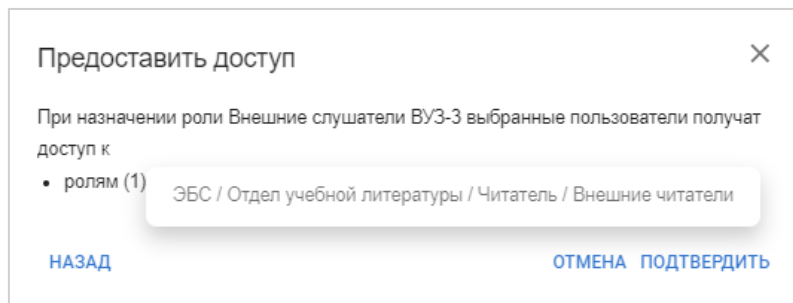 Предоставить доступ
При назначении роли Внешние слушатели ВУЗ-3 выбранные пользователи получат
доступ к
• ролям (1)
ЭБС / Отдел учебной литературы / Читатель / Внешние читатели
НАЗАД ОТМЕНА ПОДТВЕРДИТЬ